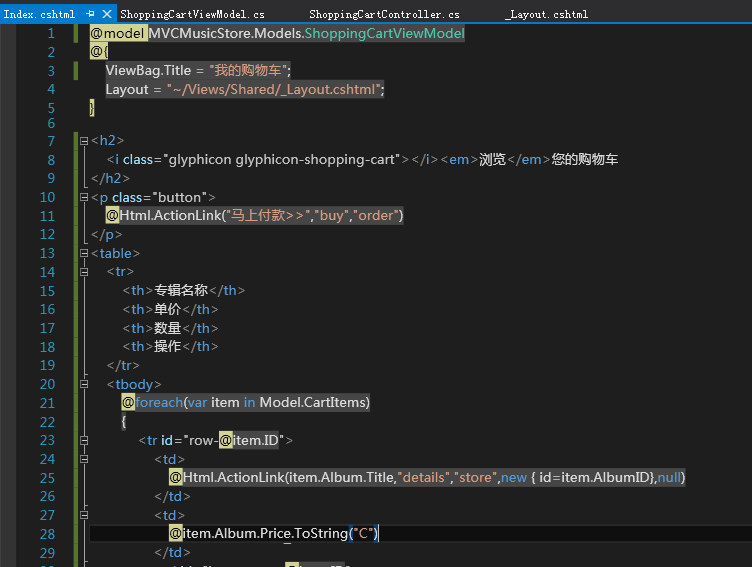 Index.cshtml ShoppingCartViewModel.cs ShoppingCartController.cs _Layout.cshtml
1 @model MVCMusicStore.Models.ShoppingCartViewModel
2 @{
3 ViewBag.Title = "我的购物车";
4 Layout = "~/Views/Shared/_Layout.cshtml";
5 }
6
7 <h2>
8 <i class="glyphicon glyphicon-shopping-cart"></i><em>浏览</em>您的购物车
9 </h2>
10 <p class="button">
11 @Html.ActionLink("马上付款>>","buy","order")
12 </p>
13 <table>
14 <tr>
15 <th>专辑名称</th>
16 <th>单价</th>
17 <th>数量</th>
18 <th>操作</th>
19 </tr>
20 <tbody>
21 @foreach(var item in Model.CartItems)
22 {
23 <tr id="row-@item.ID">
24 <td>
25 @Html.ActionLink(item.Album.Title,"details","store",new { id=item.AlbumID},null)
26 </td>
27 <td>
28 @item.Album.Price.ToString("C")
29 </td>